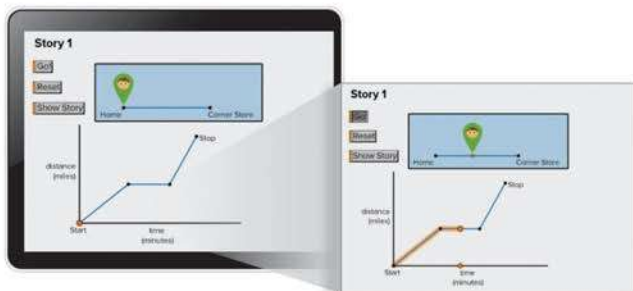 Story 1
Go!
Reset
Show Story
Home
Corner Store
Stop
distance
(miles)
Start
time
(minutes)
Story 1
Go!
Reset
Show Story
Home
Corner Store
Stop
distance
(miles)
Start
time
(minutes)